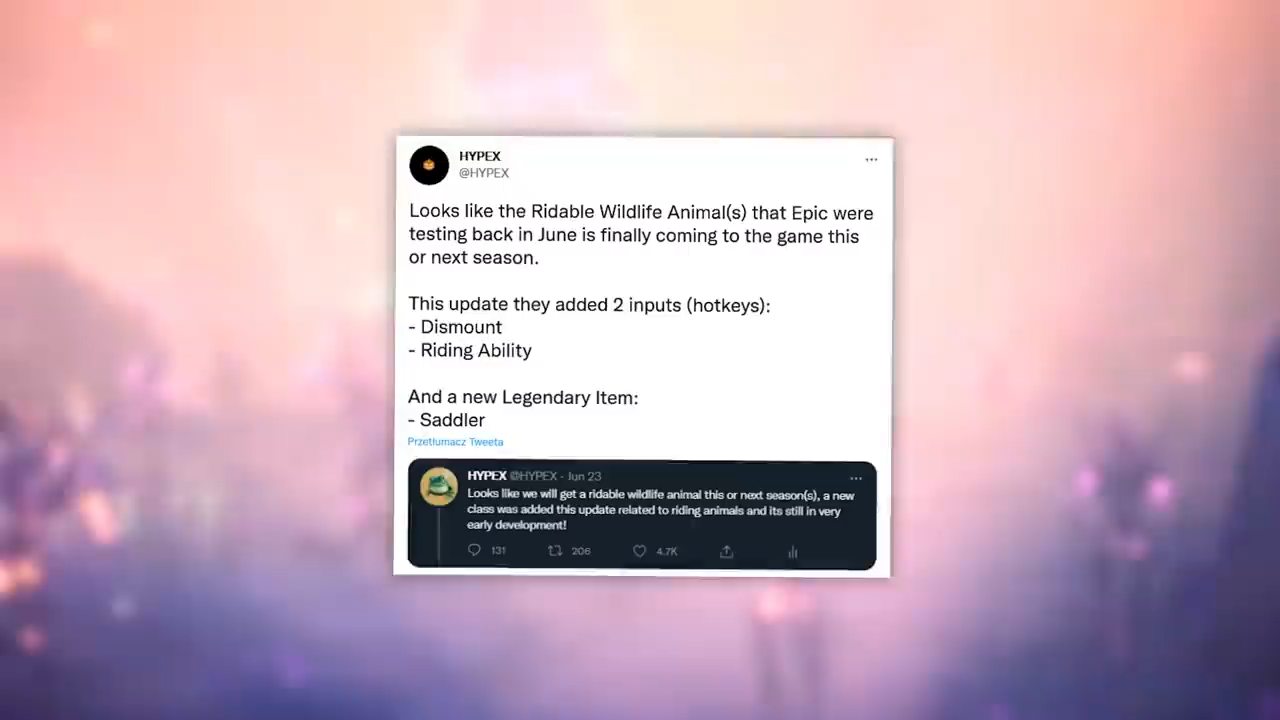 HYPEX
@HYPEX
Looks like the Ridable Wildlife Animal(s) that Epic were
testing back in June is finally coming to the game this
or next season.
This update they added 2 inputs (hotkeys):
- Dismount
- Riding Ability
And a new Legendary Item:
- Saddler
Przetłumacz Tweeta
HYPEX @HYPEX - Jun 23
Looks like we will get a ridable wildlife animal this or next season(s), a new
class was added this update related to riding animals and its still in very
early development!
131 206 4.7K